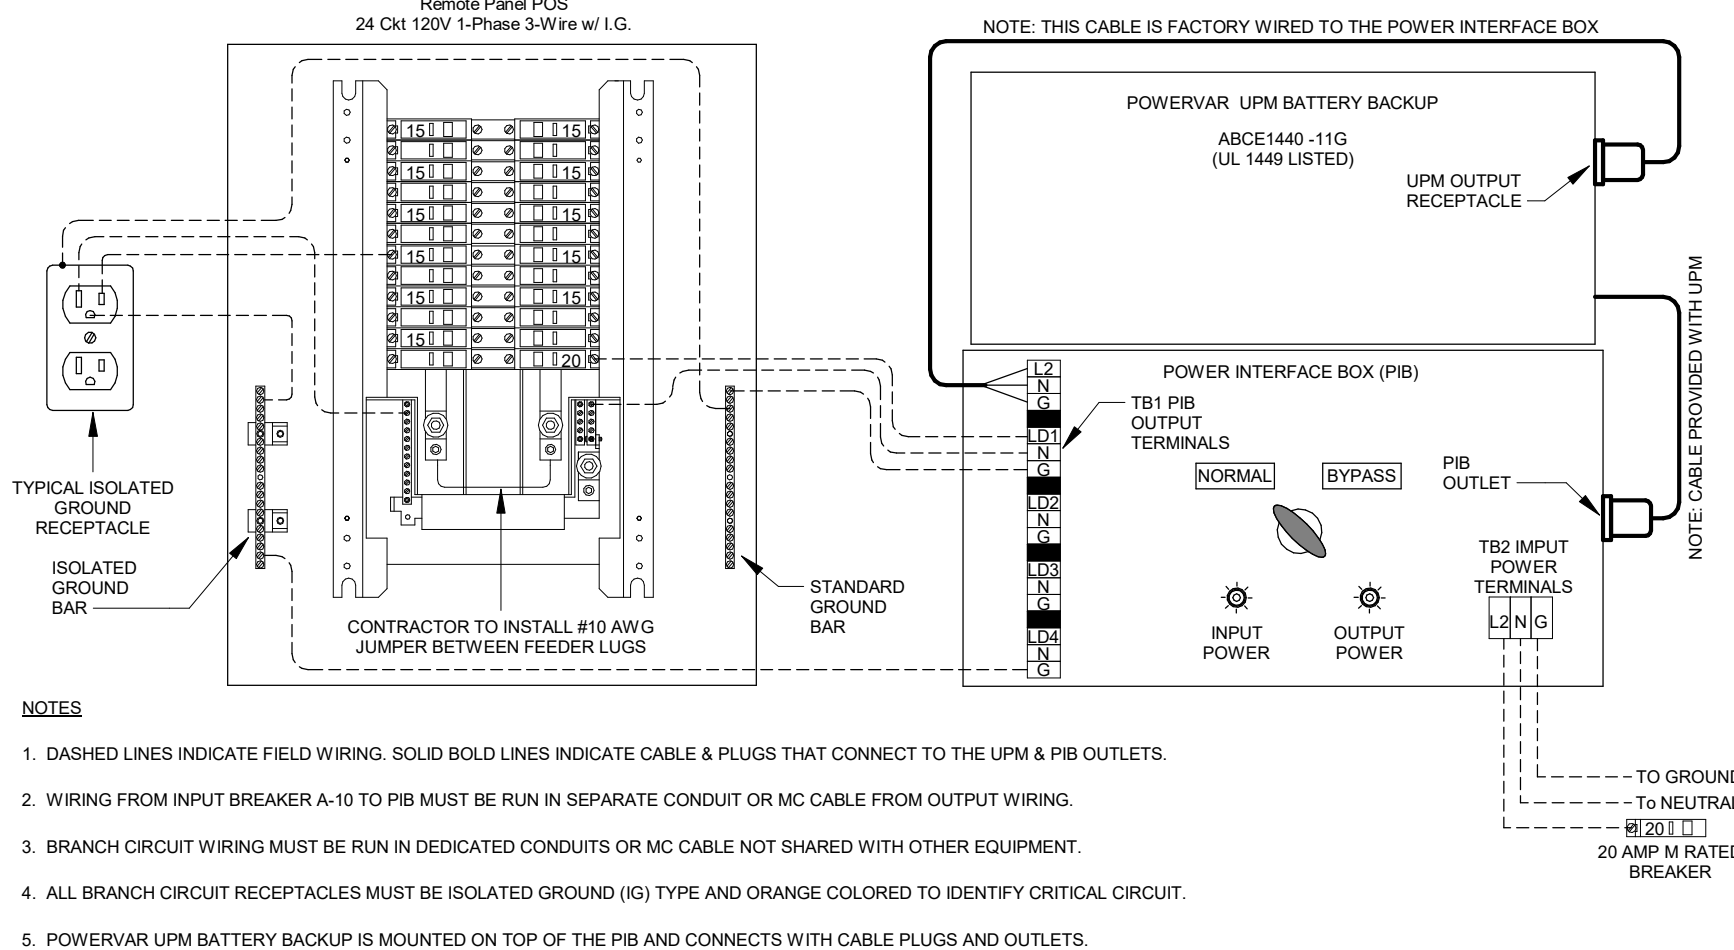 Remote Panel POS
24 Ckt 120V 1-Phase 3-Wire w/ I.G.
NOTE: THIS CABLE IS FACTORY WIRED TO THE POWER INTERFACE BOX
POWERVAR UPM BATTERY BACKUP
ABCE1440 -11G
(UL 1449 LISTED)
UPM OUTPUT
RECEPTACLE
NOTE: CABLE PROVIDED WITH UPM
15
15
15
15
15
15
15
15
15
15
15
20
TYPICAL ISOLATED
GROUND
RECEPTACLE
ISOLATED
GROUND
BAR
CONTRACTOR TO INSTALL #10 AWG
JUMPER BETWEEN FEEDER LUGS
STANDARD
GROUND
BAR
L2
N
G
LD1
N
G
LD2
N
G
LD3
N
G
LD4
N
G
POWER INTERFACE BOX (PIB)
TB1 PIB
OUTPUT
TERMINALS
NORMAL
BYPASS
PIB
OUTLET
INPUT
POWER
OUTPUT
POWER
TB2 IMPUT
POWER
TERMINALS
L2 N G
TO GROUND
To NEUTRAL
20
20 AMP M RATED
BREAKER
NOTES
1. DASHED LINES INDICATE FIELD WIRING. SOLID BOLD LINES INDICATE CABLE & PLUGS THAT CONNECT TO THE UPM & PIB OUTLETS.
2. WIRING FROM INPUT BREAKER A-10 TO PIB MUST BE RUN IN SEPARATE CONDUIT OR MC CABLE FROM OUTPUT WIRING.
3. BRANCH CIRCUIT WIRING MUST BE RUN IN DEDICATED CONDUITS OR MC CABLE NOT SHARED WITH OTHER EQUIPMENT.
4. ALL BRANCH CIRCUIT RECEPTACLES MUST BE ISOLATED GROUND (IG) TYPE AND ORANGE COLORED TO IDENTIFY CRITICAL CIRCUIT.
5. POWERVAR UPM BATTERY BACKUP IS MOUNTED ON TOP OF THE PIB AND CONNECTS WITH CABLE PLUGS AND OUTLETS.